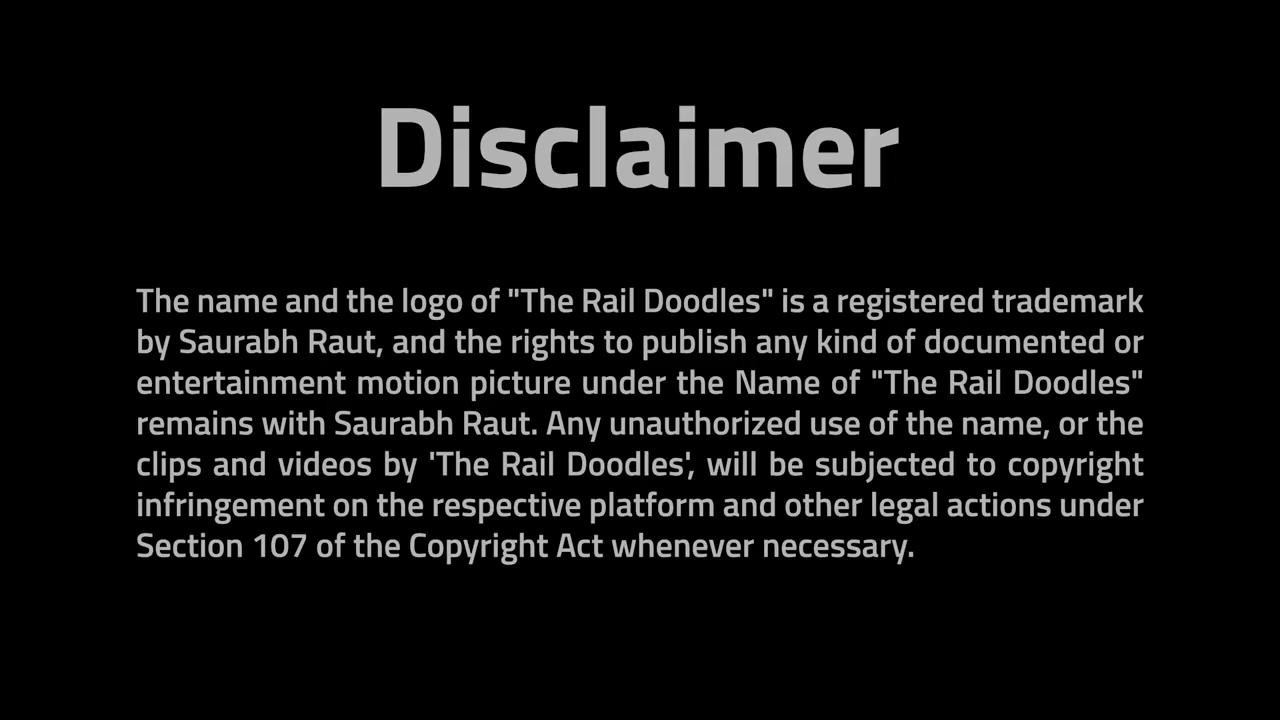 Disclaimer
The name and the logo of "The Rail Doodles" is a registered trademark
by Saurabh Raut, and the rights to publish any kind of documented or
entertainment motion picture under the Name of "The Rail Doodles"
remains with Saurabh Raut. Any unauthorized use of the name, or the
clips and videos by 'The Rail Doodles', will be subjected to copyright
infringement on the respective platform and other legal actions under
Section 107 of the Copyright Act whenever necessary.